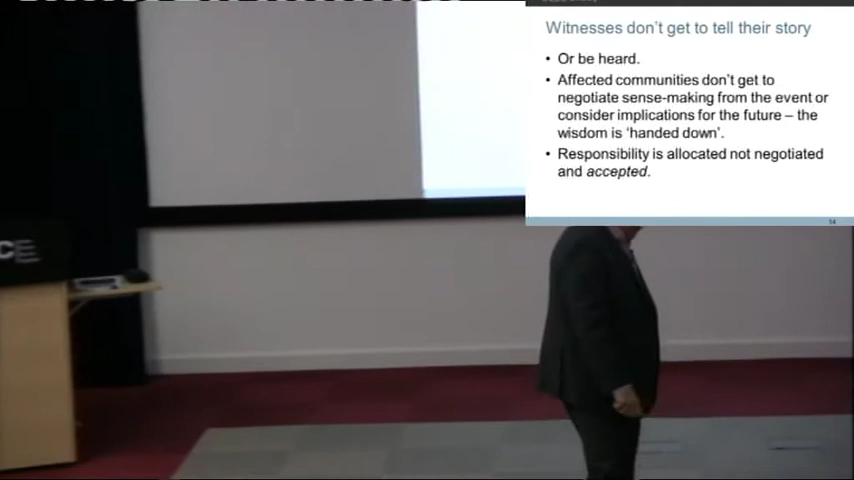 Witnesses don't get to tell their story
• Or be heard.
• Affected communities don't get to
negotiate sense-making from the event or
consider implications for the future – the
wisdom is 'handed down'.
• Responsibility is allocated not negotiated
and accepted.
14
CE